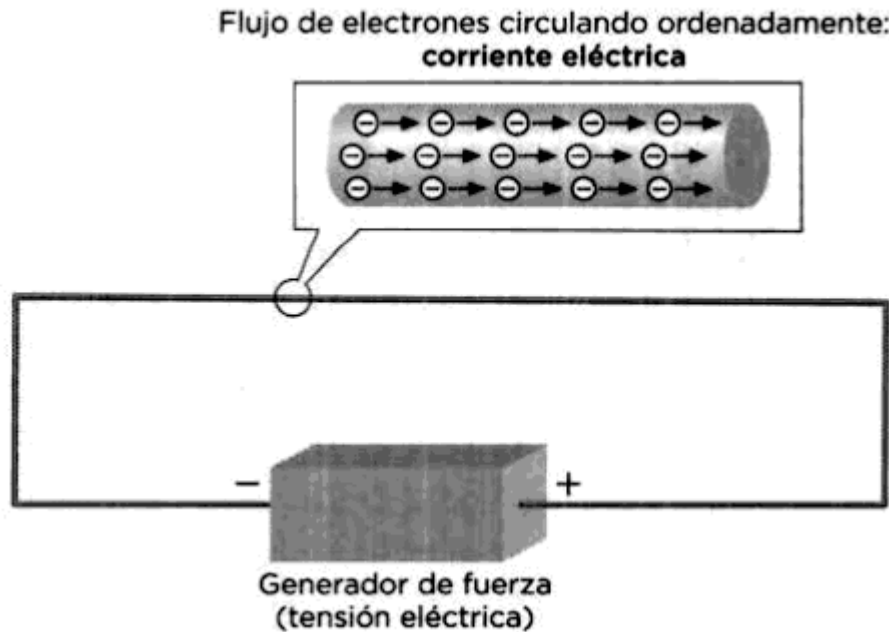 Flujo de electrones circulando ordenadamente:
corriente eléctrica
− +
Generador de fuerza
(tensión eléctrica)